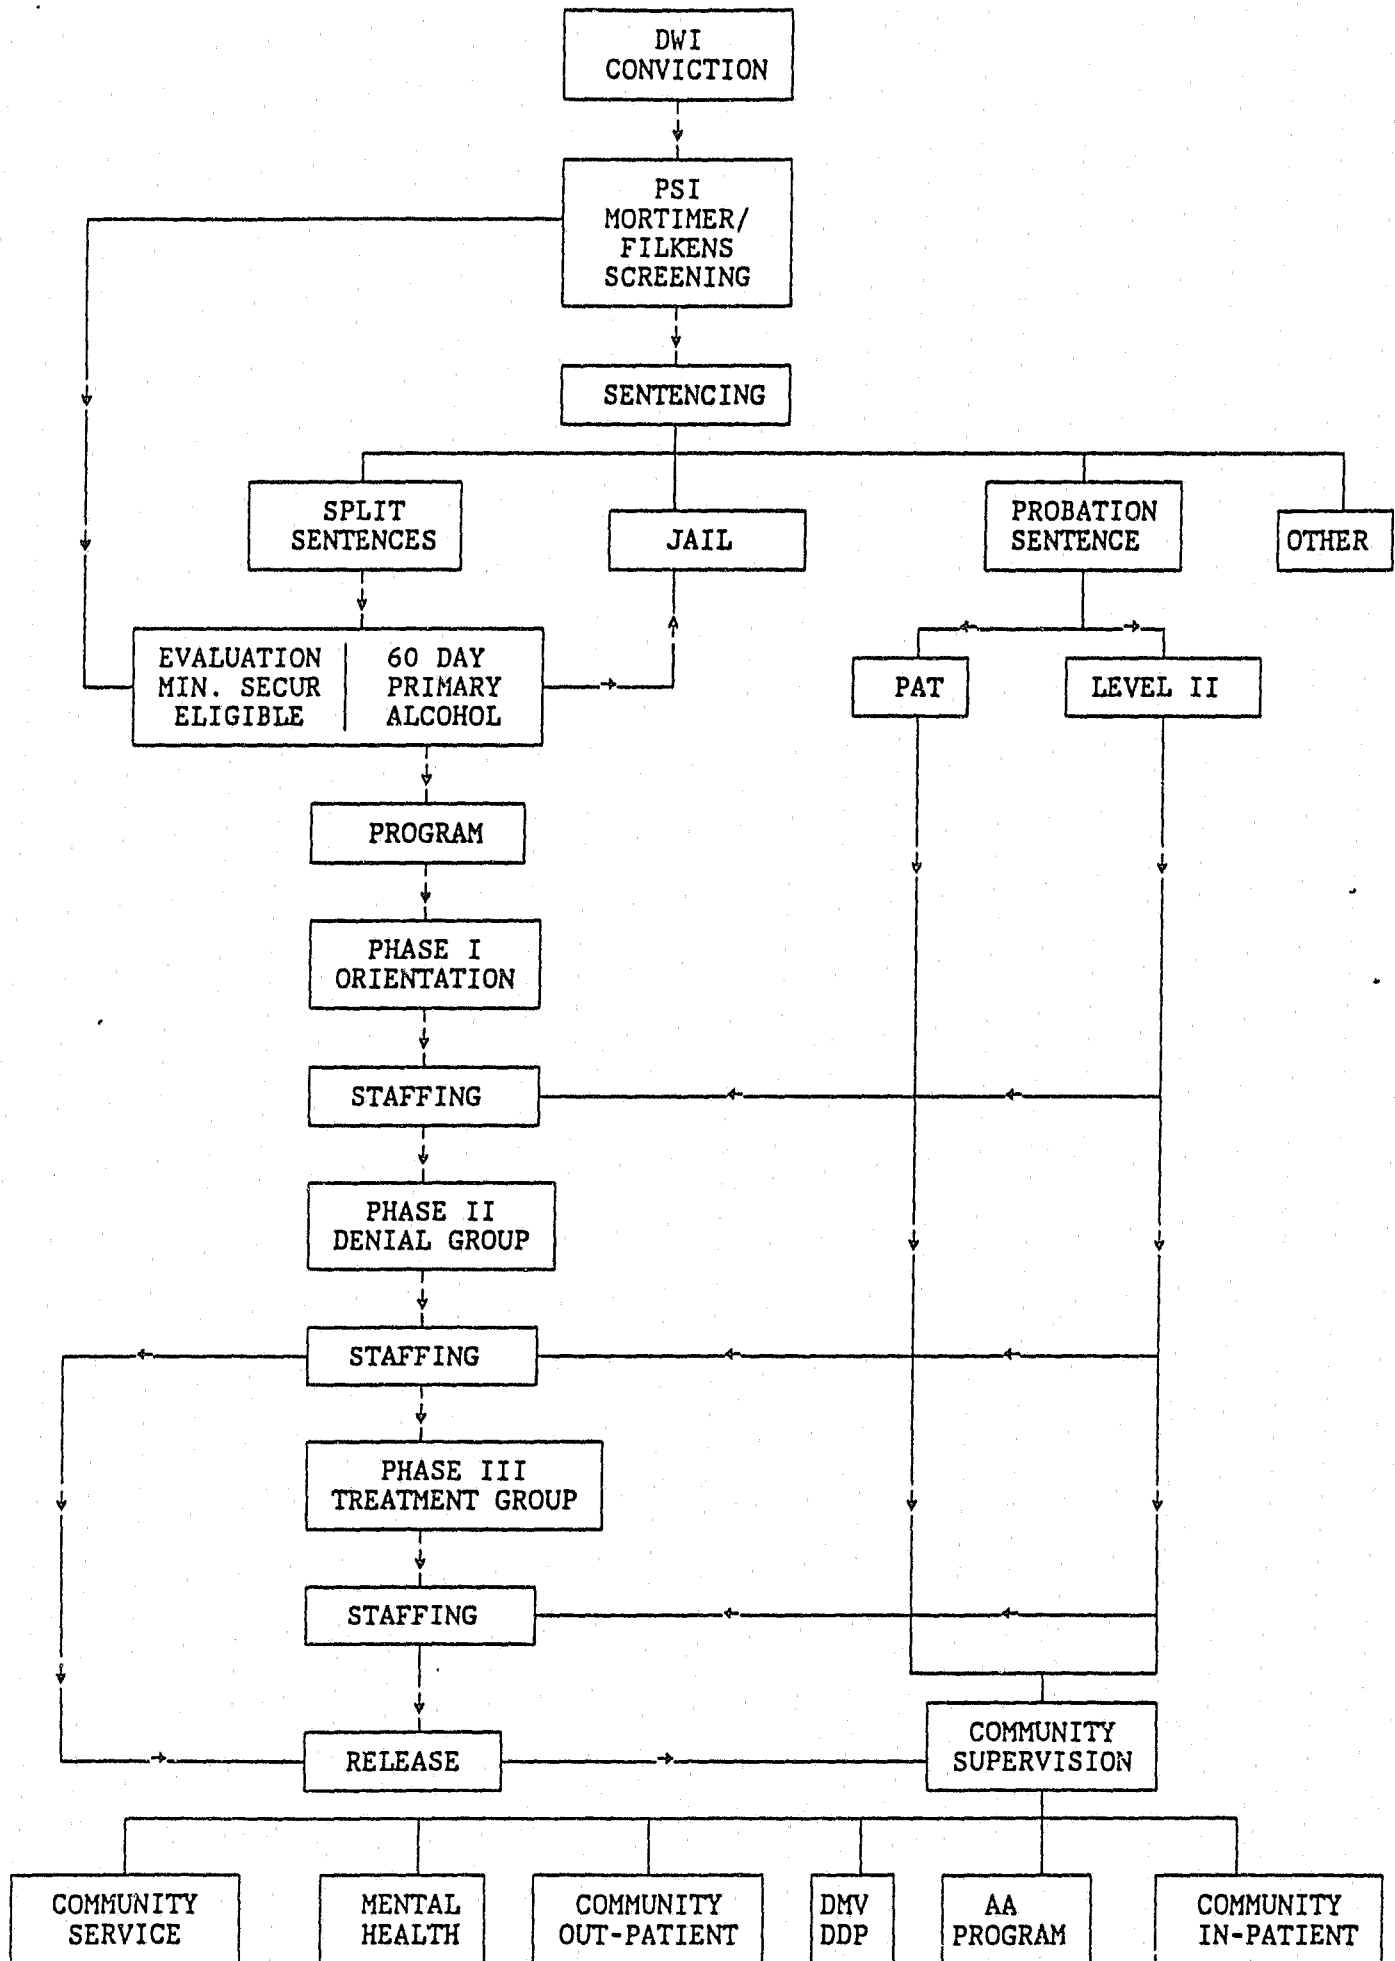 DWI
CONVICTION
PSI
MORTIMER/
FILKENS
SCREENING
SENTENCING
SPLIT
SENTENCES
JAIL
PROBATION
SENTENCE
OTHER
EVALUATION
MIN. SECUR
ELIGIBLE
60 DAY
PRIMARY
ALCOHOL
PAT
LEVEL II
PROGRAM
PHASE I
ORIENTATION
STAFFING
PHASE II
DENIAL GROUP
STAFFING
PHASE III
TREATMENT GROUP
STAFFING
RELEASE
COMMUNITY
SUPERVISION
COMMUNITY
SERVICE
MENTAL
HEALTH
COMMUNITY
OUT-PATIENT
DMV
DDP
AA
PROGRAM
COMMUNITY
IN-PATIENT